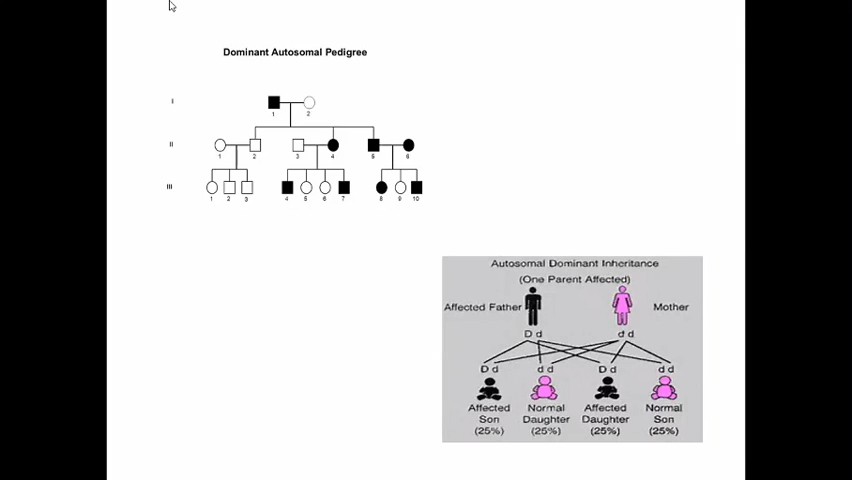 Dominant Autosomal Pedigree
I
1 2
II
1 2 3 4 5 6
III
1 2 3 4 5 6 7 8 9 10
Autosomal Dominant Inheritance
(One Parent Affected)
Affected Father Mother
D d d d
D d d d D d d d
Affected Normal Affected Normal
Son Daughter Daughter Son
(25%) (25%) (25%) (25%)